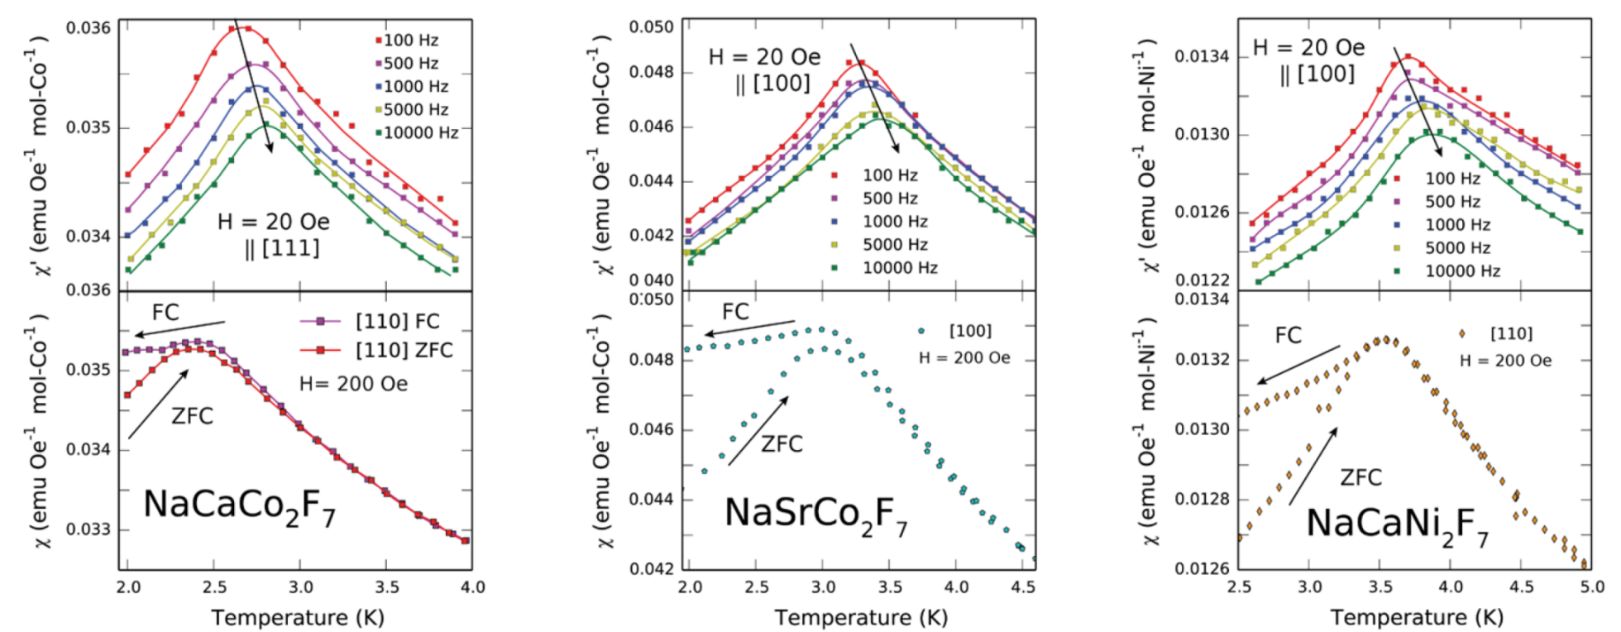 0.036
0.035
0.034
0.036
χ' (emu Oe⁻¹ mol-Co⁻¹ )
100 Hz
500 Hz
1000 Hz
5000 Hz
10000 Hz
H = 20 Oe
|| [111]
0.035
0.034
0.033
χ (emu Oe⁻¹ mol-Co⁻¹ )
FC
[110] FC
[110] ZFC
H= 200 Oe
ZFC
NaCaCo₂F₇
2.0 2.5 3.0 3.5 4.0
Temperature (K)
0.050
0.048
0.046
0.044
0.042
0 040
χ' (emu Oe⁻¹ mol-Co⁻¹ )
H = 20 Oe
|| [100]
100 Hz
500 Hz
1000 Hz
5000 Hz
10000 Hz
0.050
0.048
0.046
0.044
0.042
χ (emu Oe⁻¹ mol-Co⁻¹ )
FC
[100]
H = 200 Oe
ZFC
NaSrCo₂F₇
2.0 2.5 3.0 3.5 4.0 4.5
Temperature (K)
0.0134
0.0130
0.0126
0.0122
χ' (emu Oe⁻¹ mol-Ni⁻¹ )
H = 20 Oe
|| [100]
100 Hz
500 Hz
1000 Hz
5000 Hz
10000 Hz
0.0134
0.0132
0.0130
0.0128
0.0126
χ (emu Oe⁻¹ mol-Ni⁻¹ )
FC
[110]
H = 200 Oe
ZFC
NaCaNi₂F₇
2.5 3.0 3.5 4.0 4.5 5.0
Temperature (K)